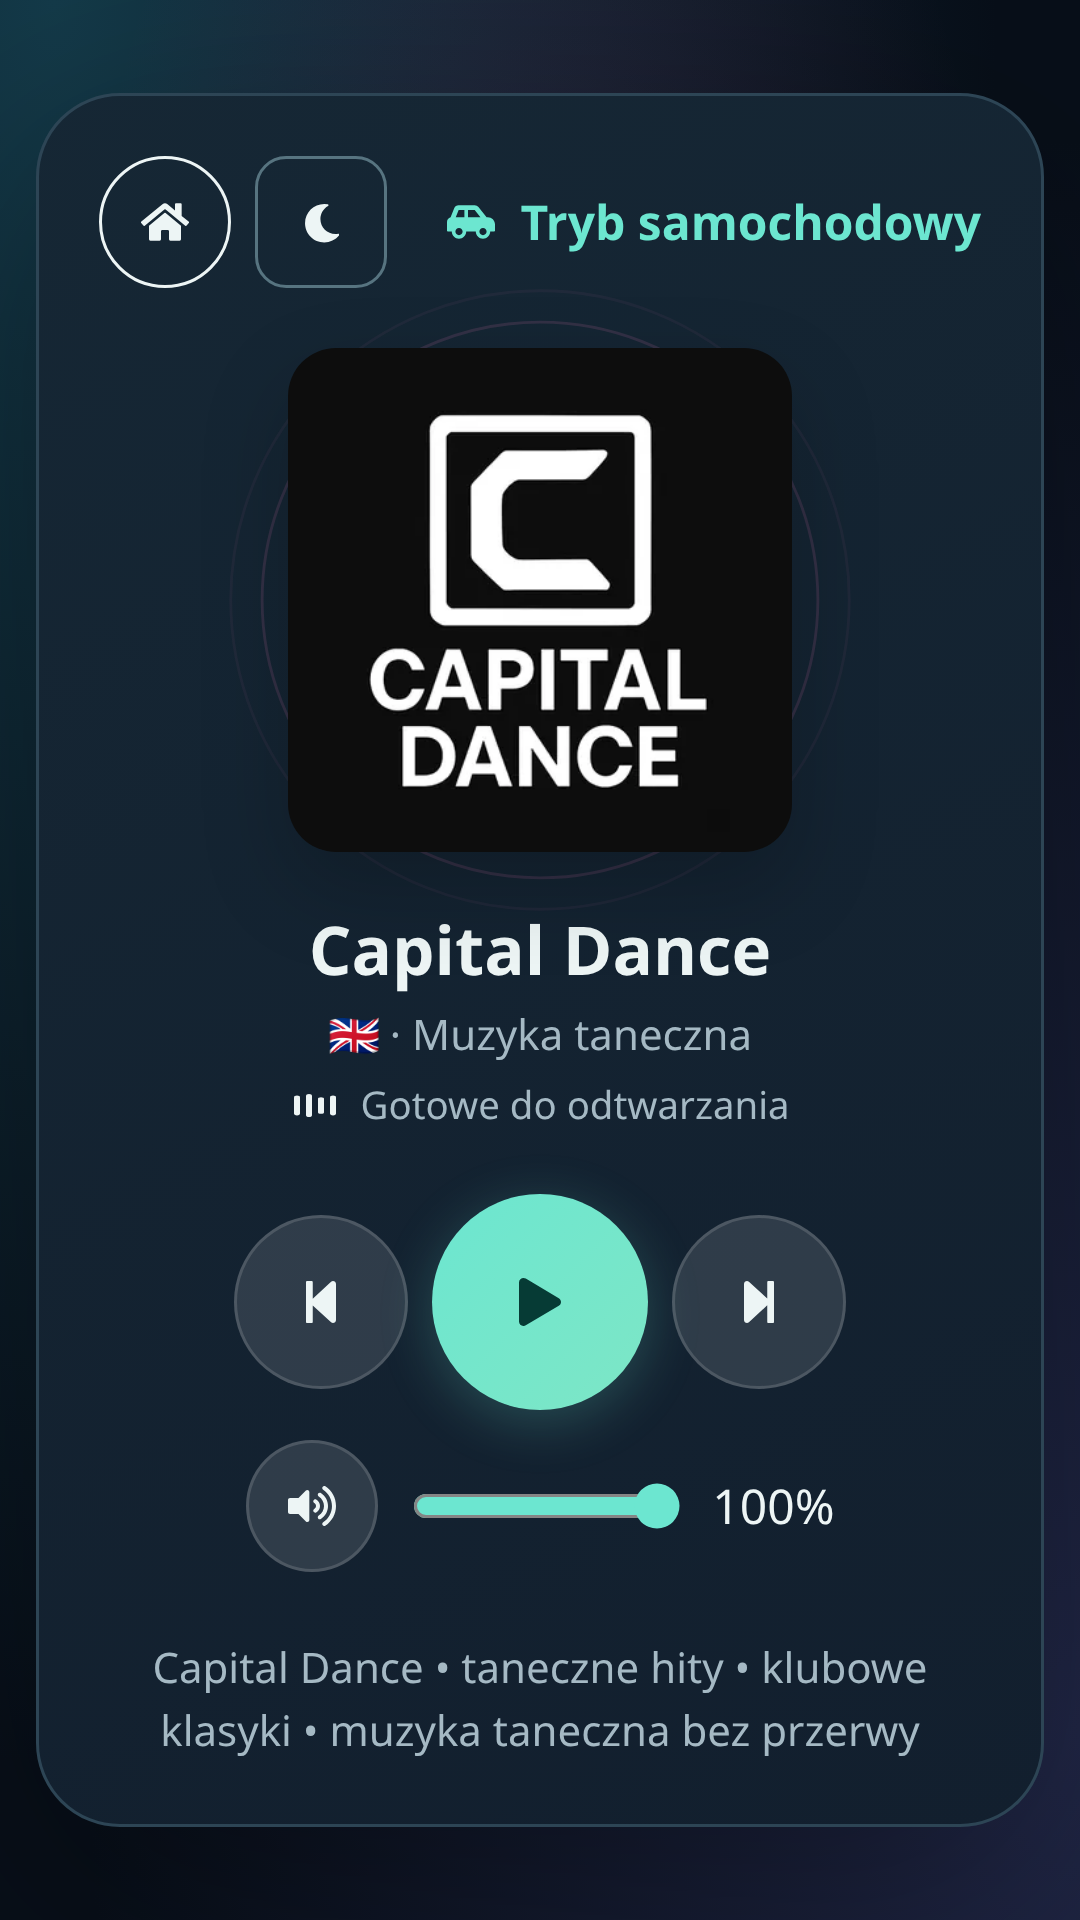 Tryb samochodowy
CAPITAL
DANCE
Capital Dance
🇬🇧 · Muzyka taneczna
Gotowe do odtwarzania
100%
Capital Dance • taneczne hity • klubowe
klasyki • muzyka taneczna bez przerwy